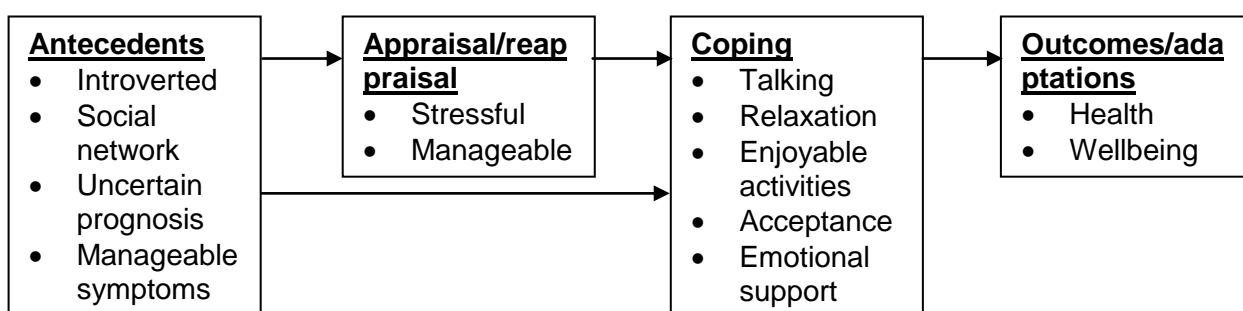 Antecedents
• Introverted
• Social
network
• Uncertain
prognosis
• Manageable
symptoms
Appraisal/reap
praisal
• Stressful
• Manageable
Coping
• Talking
• Relaxation
• Enjoyable
activities
• Acceptance
• Emotional
support
Outcomes/ada
ptations
• Health
• Wellbeing